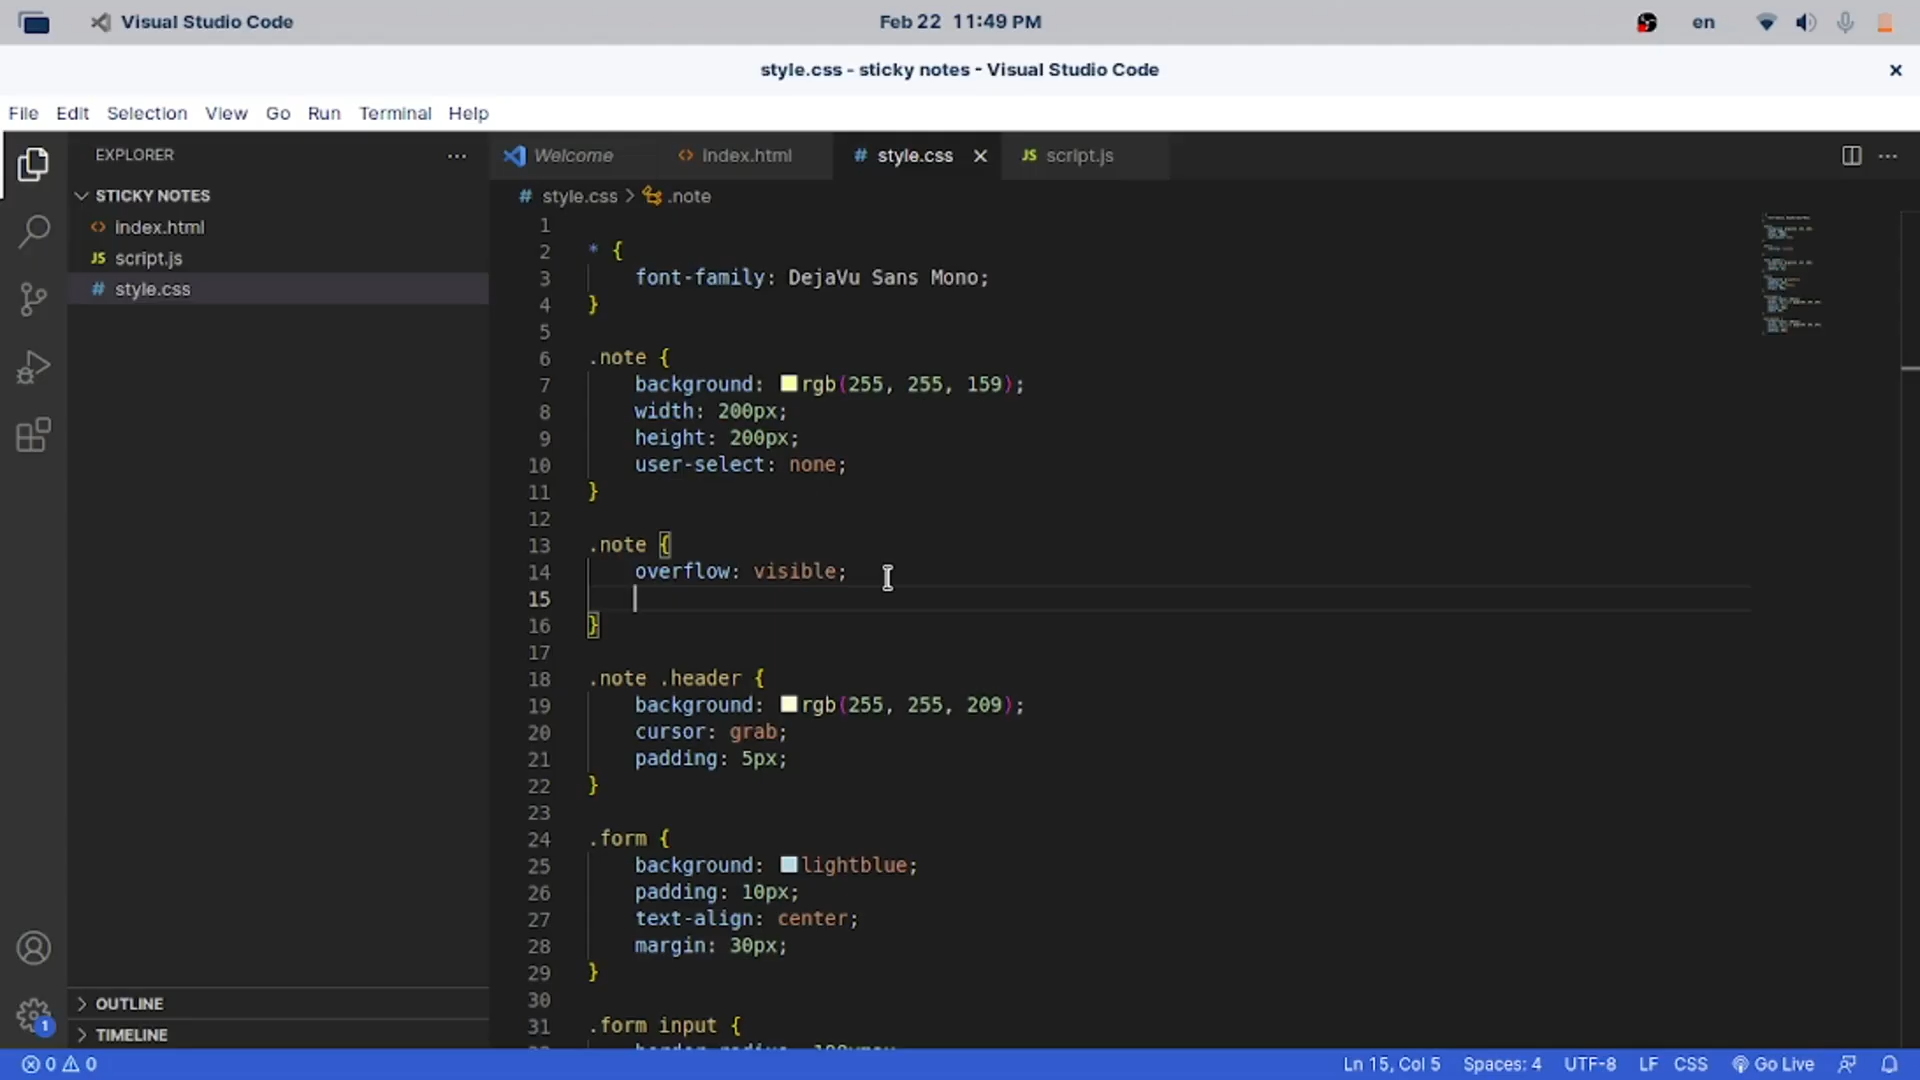 Visual Studio Code
Feb 22 11:49 PM
en
style.css - sticky notes - Visual Studio Code
File Edit Selection View Go Run Terminal Help
EXPLORER
STICKY NOTES
index.html
JS script.js
# style.css
OUTLINE
TIMELINE
Welcome
index.html
# style.css
JS script.js
# style.css > .note
1
2 * {
3 font-family: DejaVu Sans Mono;
4 }
5
6 .note {
7 background: rgb(255, 255, 159);
8 width: 200px;
9 height: 200px;
10 user-select: none;
11 }
12
13 .note {
14 overflow: visible;
15
16 }
17
18 .note .header {
19 background: rgb(255, 255, 209);
20 cursor: grab;
21 padding: 5px;
22 }
23
24 .form {
25 background: lightblue;
26 padding: 10px;
27 text-align: center;
28 margin: 30px;
29 }
30
31 .form input {
1
0 0
Ln 15, Col 5 Spaces: 4 UTF-8 LF CSS Go Live